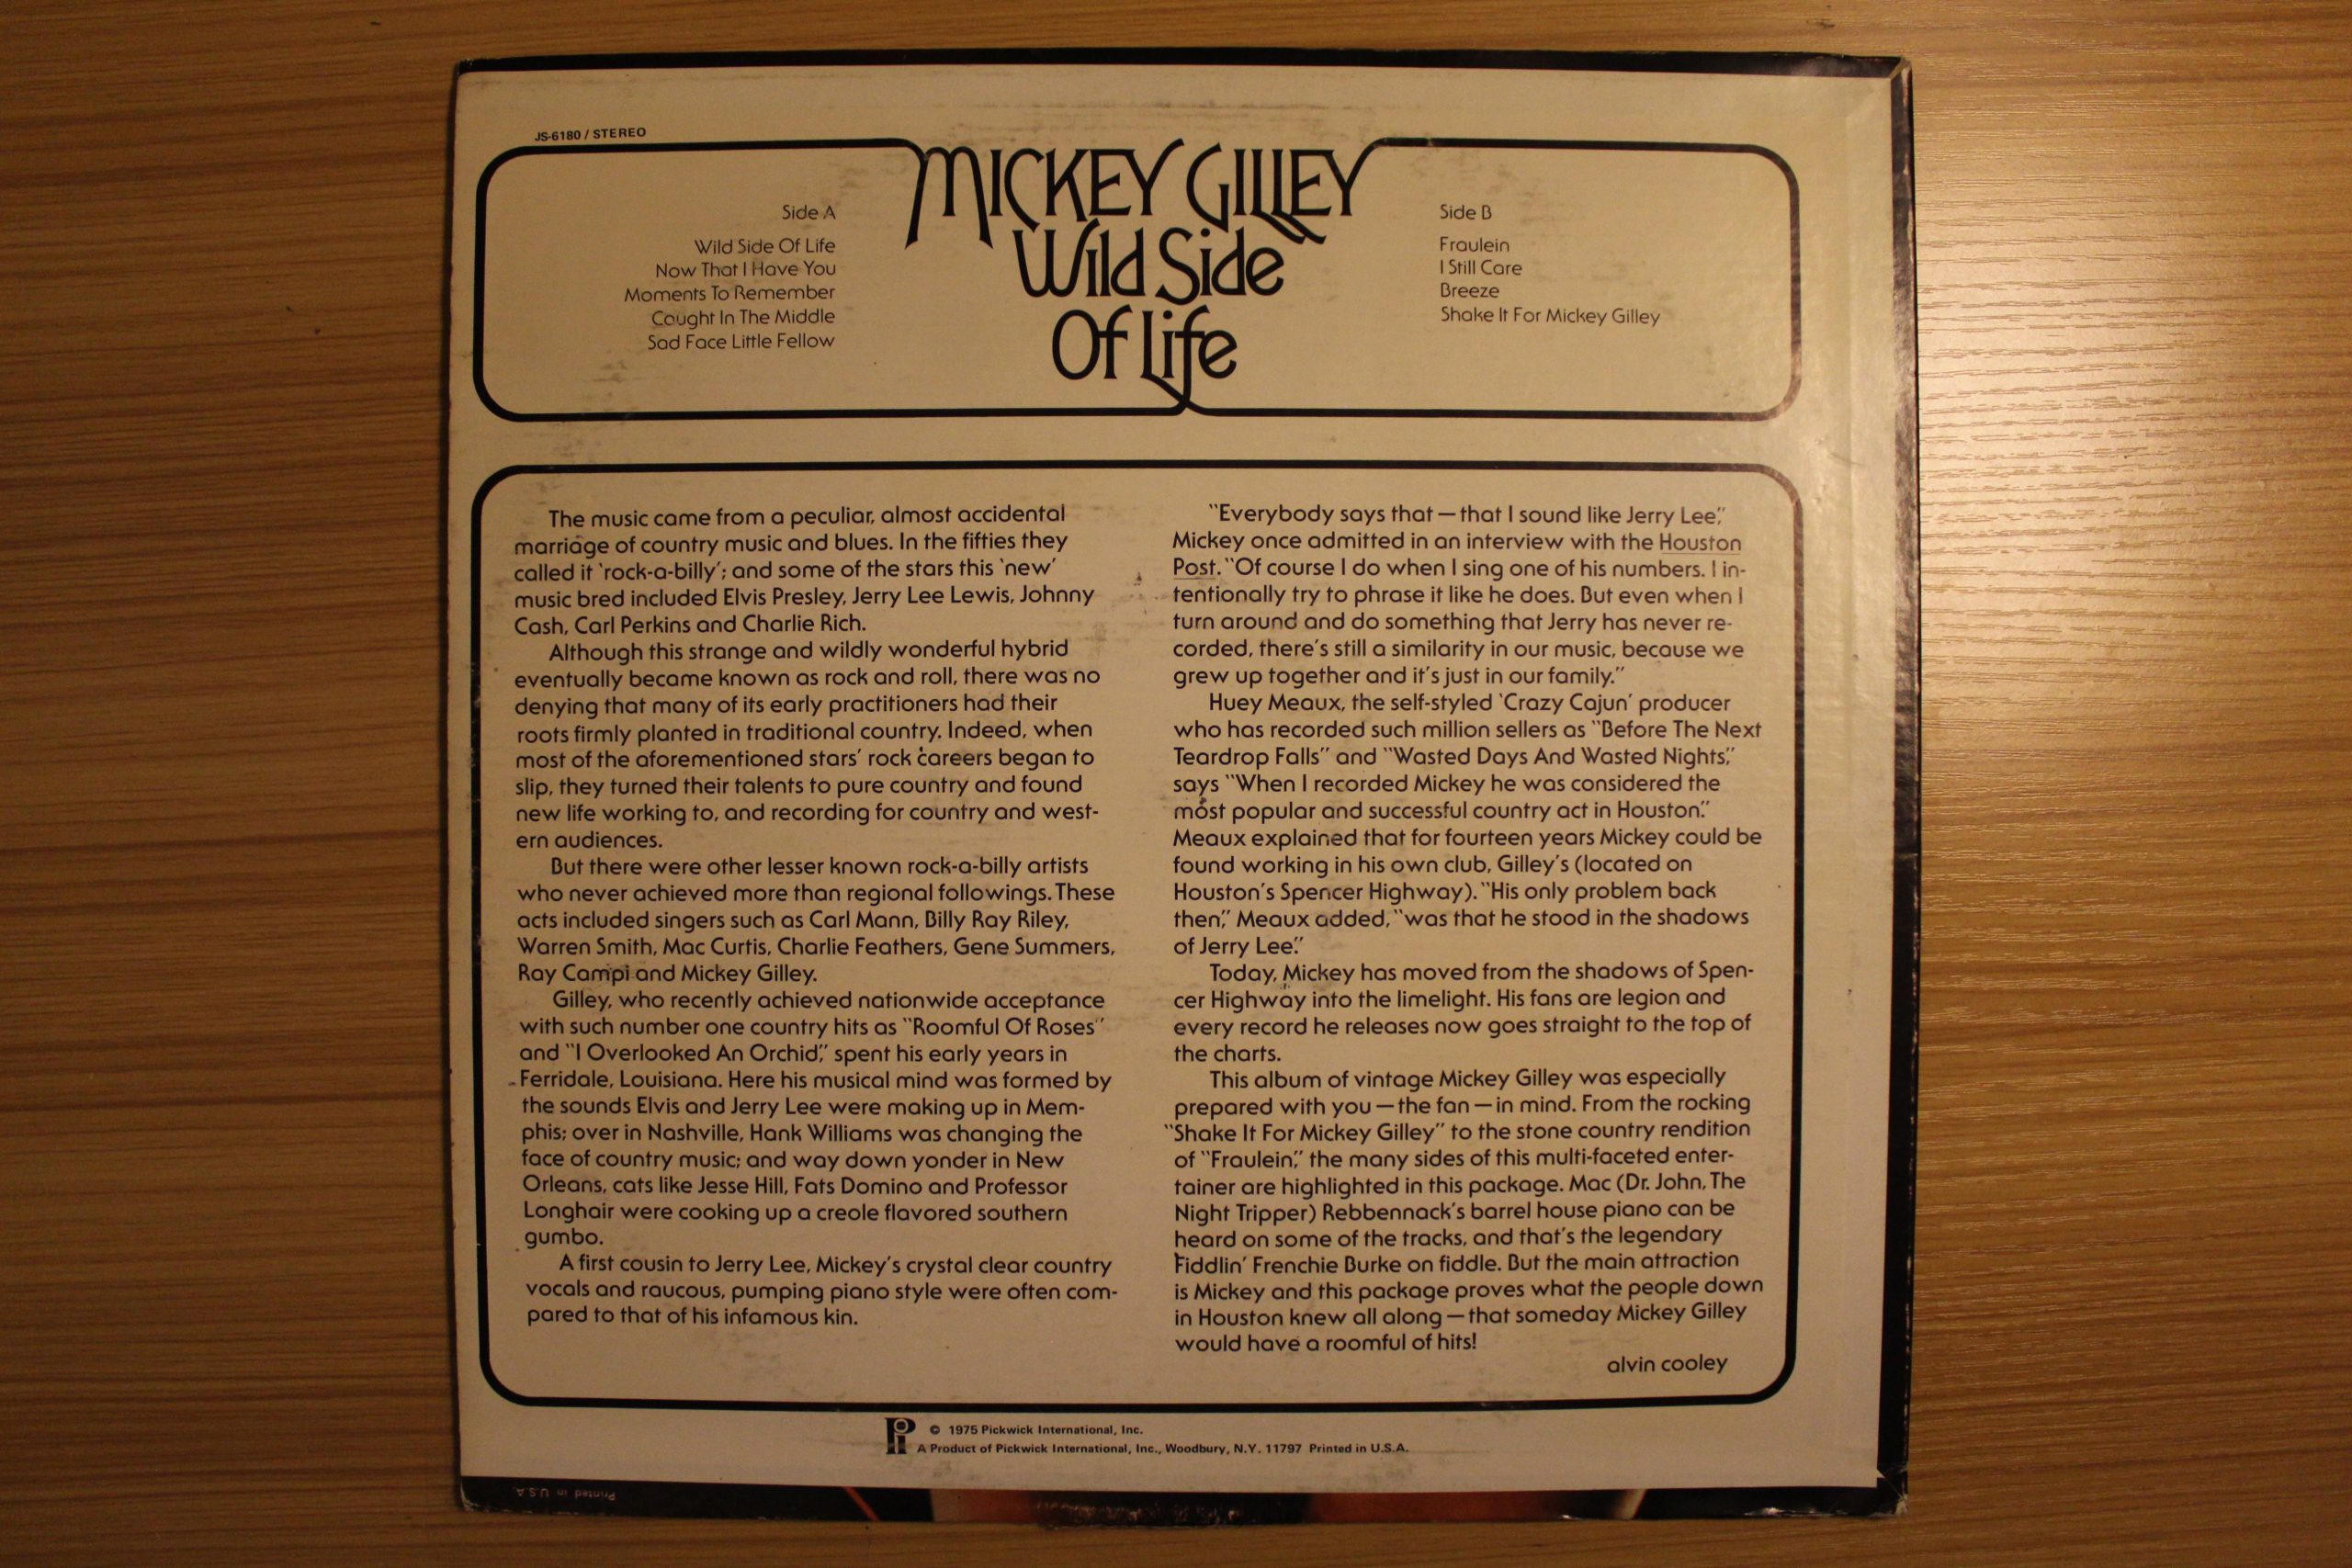 JS-6180 / STEREO
MICKEY GILLEY
Wild Side
Of Life
Side A
Wild Side Of Life
Now That I Have You
Moments To Remember
Caught In The Middle
Sad Face Little Fellow
Side B
Fraulein
I Still Care
Breeze
Shake It For Mickey Gilley
The music came from a peculiar, almost accidental
marriage of country music and blues. In the fifties they
called it 'rock-a-billy'; and some of the stars this 'new'
music bred included Elvis Presley, Jerry Lee Lewis, Johnny
Cash, Carl Perkins and Charlie Rich.
Although this strange and wildly wonderful hybrid
eventually became known as rock and roll, there was no
denying that many of its early practitioners had their
roots firmly planted in traditional country. Indeed, when
most of the aforementioned stars' rock careers began to
slip, they turned their talents to pure country and found
new life working to, and recording for country and west-
ern audiences.
But there were other lesser known rock-a-billy artists
who never achieved more than regional followings. These
acts included singers such as Carl Mann, Billy Ray Riley,
Warren Smith, Mac Curtis, Charlie Feathers, Gene Summers,
Ray Campi and Mickey Gilley.
Gilley, who recently achieved nationwide acceptance
with such number one country hits as "Roomful Of Roses"
and "I Overlooked An Orchid," spent his early years in
Ferridale, Louisiana. Here his musical mind was formed by
the sounds Elvis and Jerry Lee were making up in Mem-
phis; over in Nashville, Hank Williams was changing the
face of country music; and way down yonder in New
Orleans, cats like Jesse Hill, Fats Domino and Professor
Longhair were cooking up a creole flavored southern
gumbo.
A first cousin to Jerry Lee, Mickey's crystal clear country
vocals and raucous, pumping piano style were often com-
pared to that of his infamous kin.
"Everybody says that — that I sound like Jerry Lee,"
Mickey once admitted in an interview with the Houston
Post. "Of course I do when I sing one of his numbers. I in-
tentionally try to phrase it like he does. But even when I
turn around and do something that Jerry has never re-
corded, there's still a similarity in our music, because we
grew up together and it's just in our family."
Huey Meaux, the self-styled 'Crazy Cajun' producer
who has recorded such million sellers as "Before The Next
Teardrop Falls" and "Wasted Days And Wasted Nights,"
says "When I recorded Mickey he was considered the
most popular and successful country act in Houston."
Meaux explained that for fourteen years Mickey could be
found working in his own club, Gilley's (located on
Houston's Spencer Highway). "His only problem back
then," Meaux added, "was that he stood in the shadows
of Jerry Lee."
Today, Mickey has moved from the shadows of Spen-
cer Highway into the limelight. His fans are legion and
every record he releases now goes straight to the top of
the charts.
This album of vintage Mickey Gilley was especially
prepared with you — the fan — in mind. From the rocking
"Shake It For Mickey Gilley" to the stone country rendition
of "Fraulein," the many sides of this multi-faceted enter-
tainer are highlighted in this package. Mac (Dr. John, The
Night Tripper) Rebbennack's barrel house piano can be
heard on some of the tracks, and that's the legendary
Fiddlin' Frenchie Burke on fiddle. But the main attraction
is Mickey and this package proves what the people down
in Houston knew all along — that someday Mickey Gilley
would have a roomful of hits!
alvin cooley
© 1975 Pickwick International, Inc.
A Product of Pickwick International, Inc., Woodbury, N.Y. 11797 Printed in U.S.A.
Printed in U.S.A